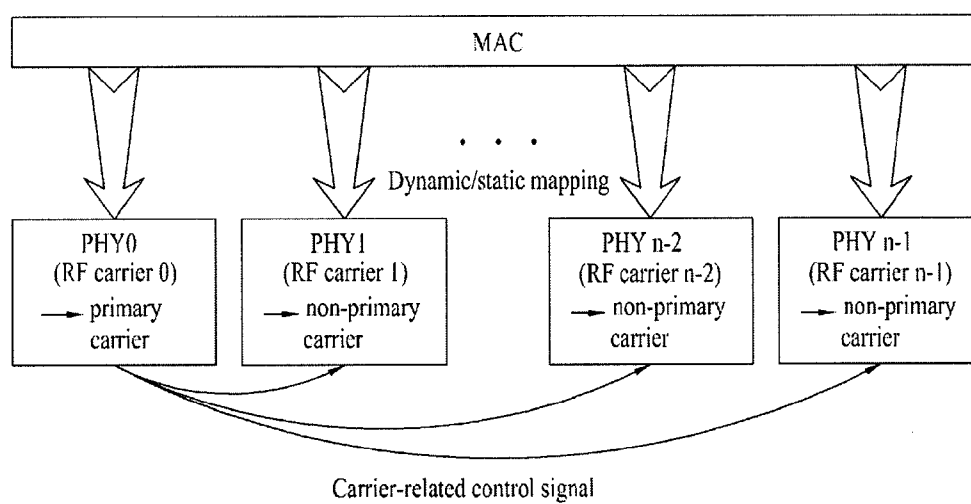 MAC
. . .
Dynamic/static mapping
PHY0
(RF carrier 0)
primary
carrier
PHY1
(RF carrier 1)
non-primary
carrier
PHY n-2
(RF carrier n-2)
non-primary
carrier
PHY n-1
(RF carrier n-1)
non-primary
carrier
Carrier-related control signal